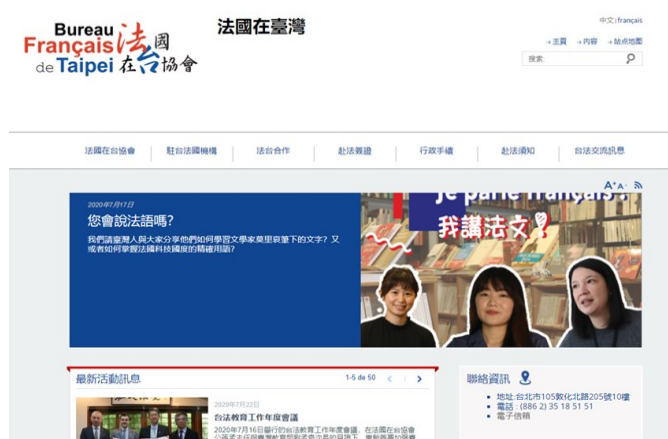 Bureau
Français 法國
de Taipei 在台協會
法國在臺灣
中文 | français
→主頁 →内容 →站点地图
搜索:
法國在台協會 駐台法國機構 法台合作 赴法簽證 行政手續 赴法須知 台法交流訊息
A+ A-
2020年7月17日
您會說法語嗎?
我們請臺灣人與大家分享他們如何學習文學家莫里哀筆下的文字? 又
或者如何掌握法國科技國度的精確用語?
je parle français !
我講法文!
最新活動訊息
1-5 de 50
2020年7月22日
台法教育工作年度會議
2020年7月16日舉行的台法教育工作年度會議,在法國在台協會
聯絡資訊
地址:台北市105敦化北路205號10樓
電話 : (886 2) 35 18 51 51
電子信箱